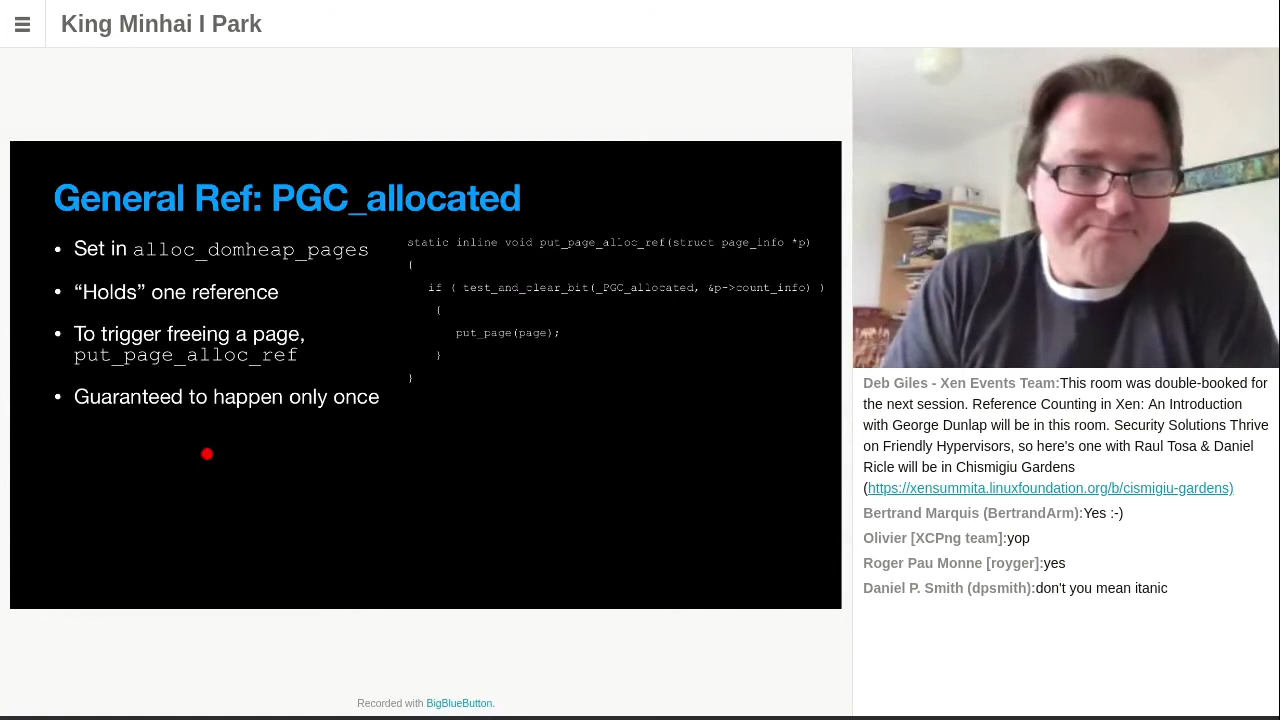 King Minhai I Park
General Ref: PGC_allocated
• Set in alloc_domheap_pages
• “Holds” one reference
• To trigger freeing a page,
put_page_alloc_ref
• Guaranteed to happen only once
static inline void put_page_alloc_ref(struct page_info *p)
{
if ( test_and_clear_bit(_PGC_allocated, &p->count_info) )
{
put_page(page);
}
}
Deb Giles - Xen Events Team:This room was double-booked for
the next session. Reference Counting in Xen: An Introduction
with George Dunlap will be in this room. Security Solutions Thrive
on Friendly Hypervisors, so here's one with Raul Tosa & Daniel
Ricle will be in Chismigiu Gardens
(https://xensummita.linuxfoundation.org/b/cismigiu-gardens)
Bertrand Marquis (BertrandArm):Yes :-)
Olivier [XCPng team]:yop
Roger Pau Monne [royger]:yes
Daniel P. Smith (dpsmith):don't you mean itanic
Recorded with BigBlueButton.